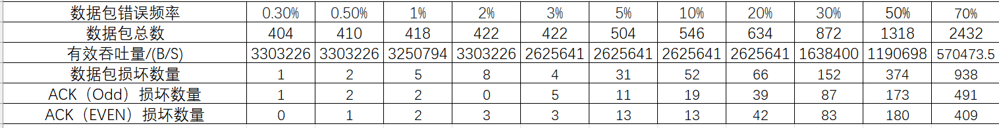 数据包错误频率 0.30% 0.50% 1% 2% 3% 5% 10% 20% 30% 50% 70%
数据包总数 404 410 418 422 422 504 546 634 872 1318 2432
有效吞吐量/(B/S) 3303226 3303226 3250794 3303226 2625641 2625641 2625641 2625641 1638400 1190698 570473.5
数据包损坏数量 1 2 5 8 4 31 52 66 152 374 938
ACK（Odd）损坏数量 1 2 2 0 5 11 19 39 87 173 491
ACK（EVEN）损坏数量 0 1 2 3 3 13 13 42 83 180 409